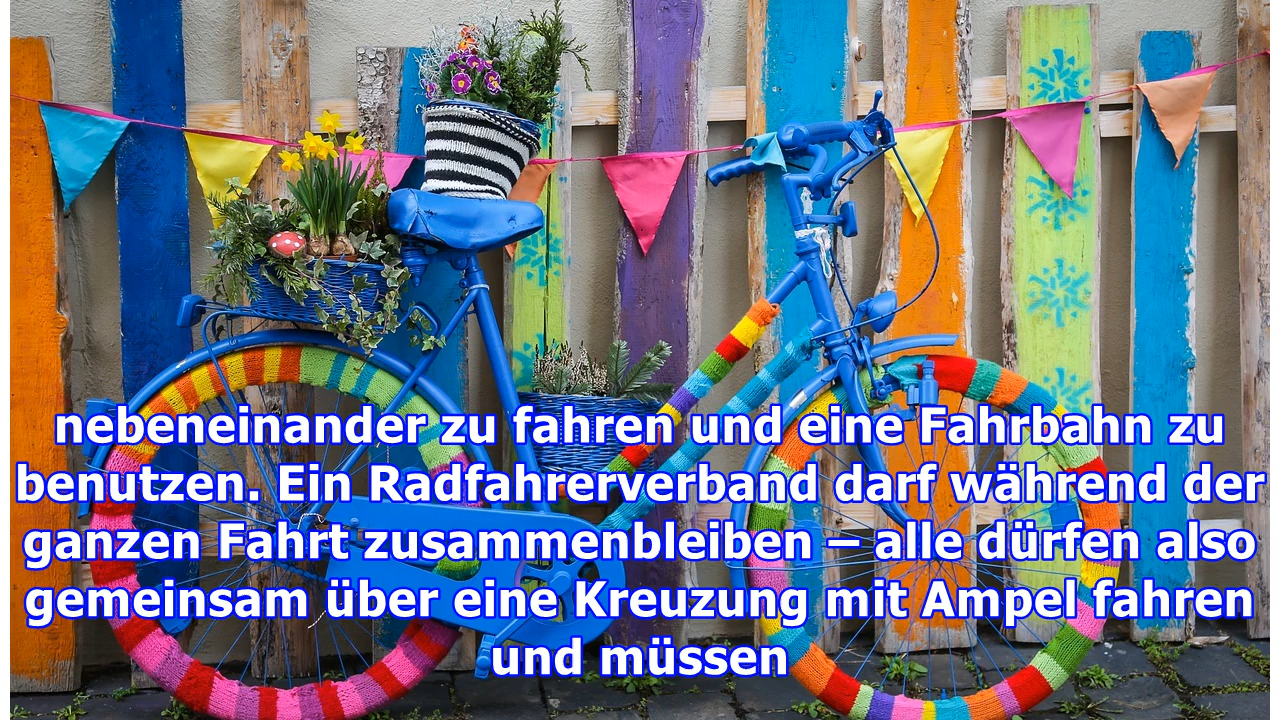 nebeneinander zu fahren und eine Fahrbahn zu
benutzen. Ein Radfahrerverband darf während der
ganzen Fahrt zusammenbleiben – alle dürfen also
gemeinsam über eine Kreuzung mit Ampel fahren
und müssen